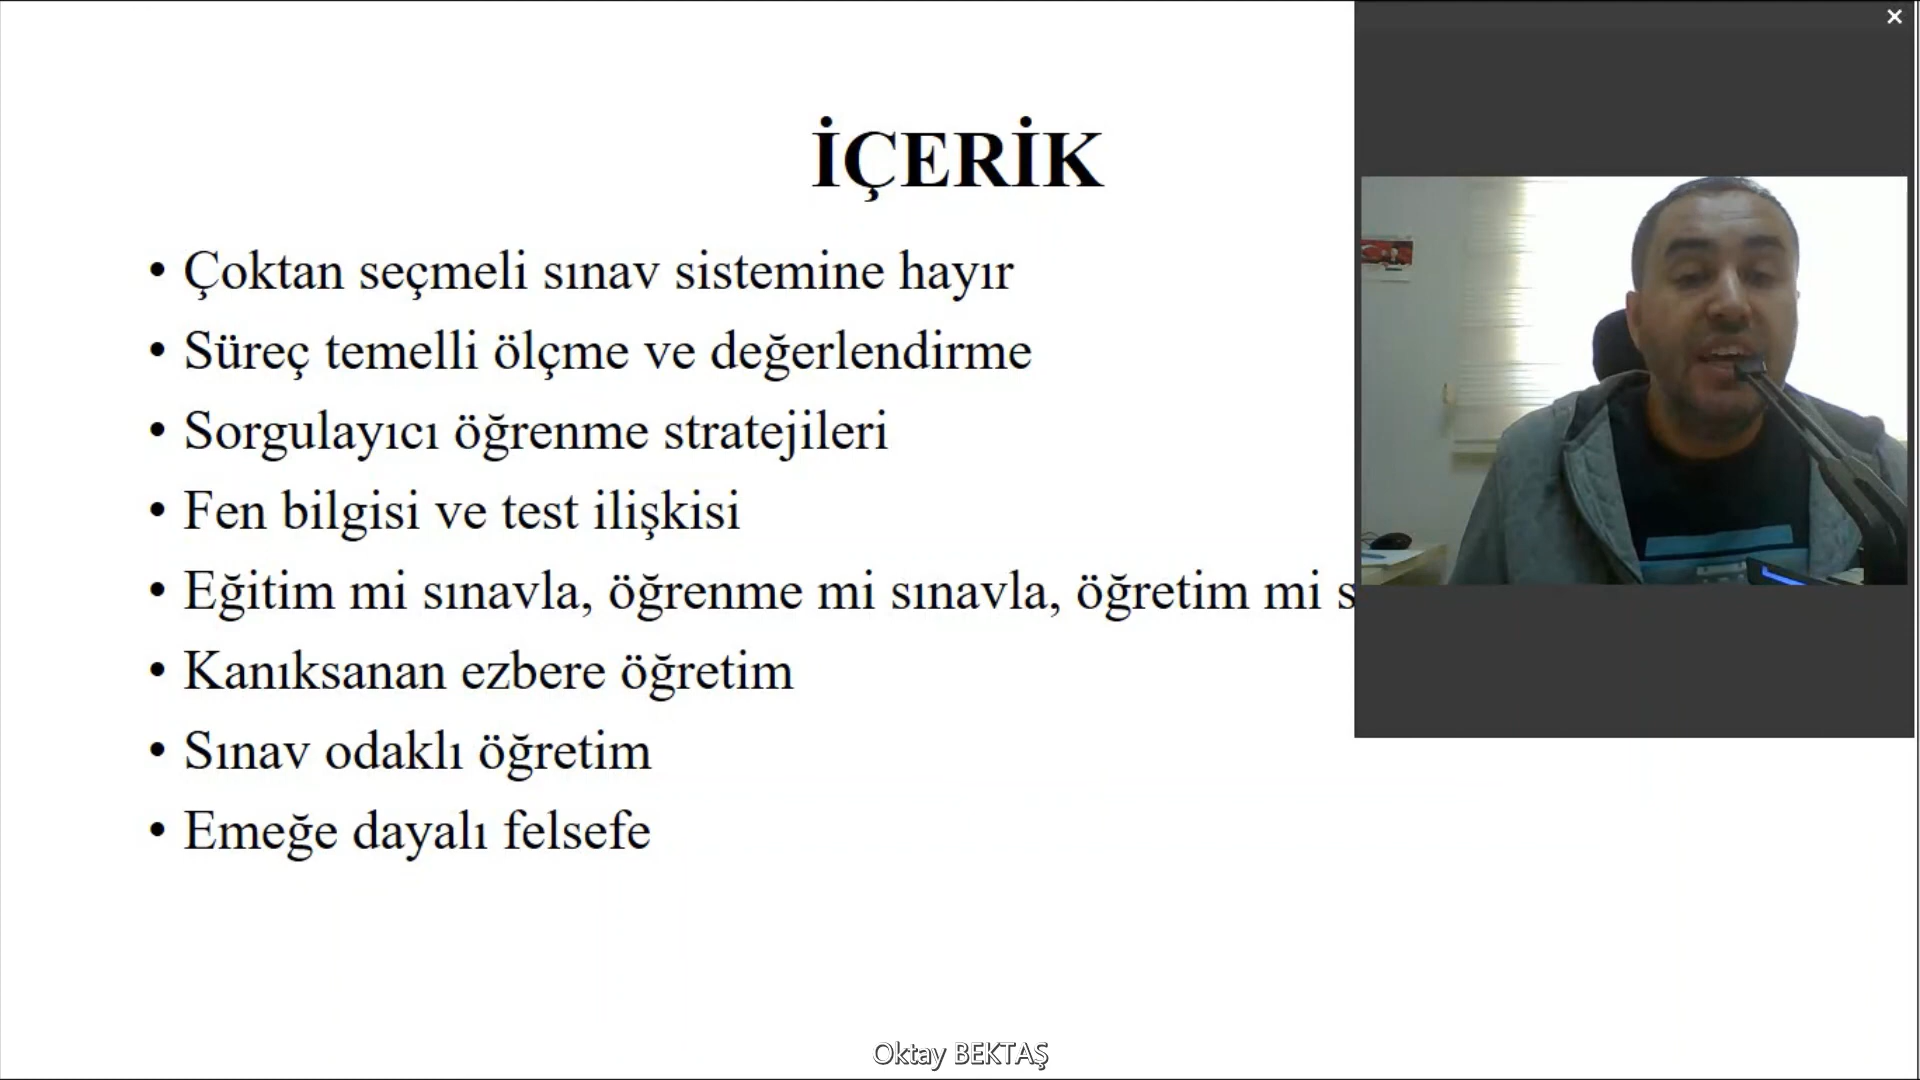 İÇERİK
• Çoktan seçmeli sınav sistemine hayır
• Süreç temelli ölçme ve değerlendirme
• Sorgulayıcı öğrenme stratejileri
• Fen bilgisi ve test ilişkisi
• Eğitim mi sınavla, öğrenme mi sınavla, öğretim mi s
• Kanıksanan ezbere öğretim
• Sınav odaklı öğretim
• Emeğe dayalı felsefe
Oktay BEKTAŞ